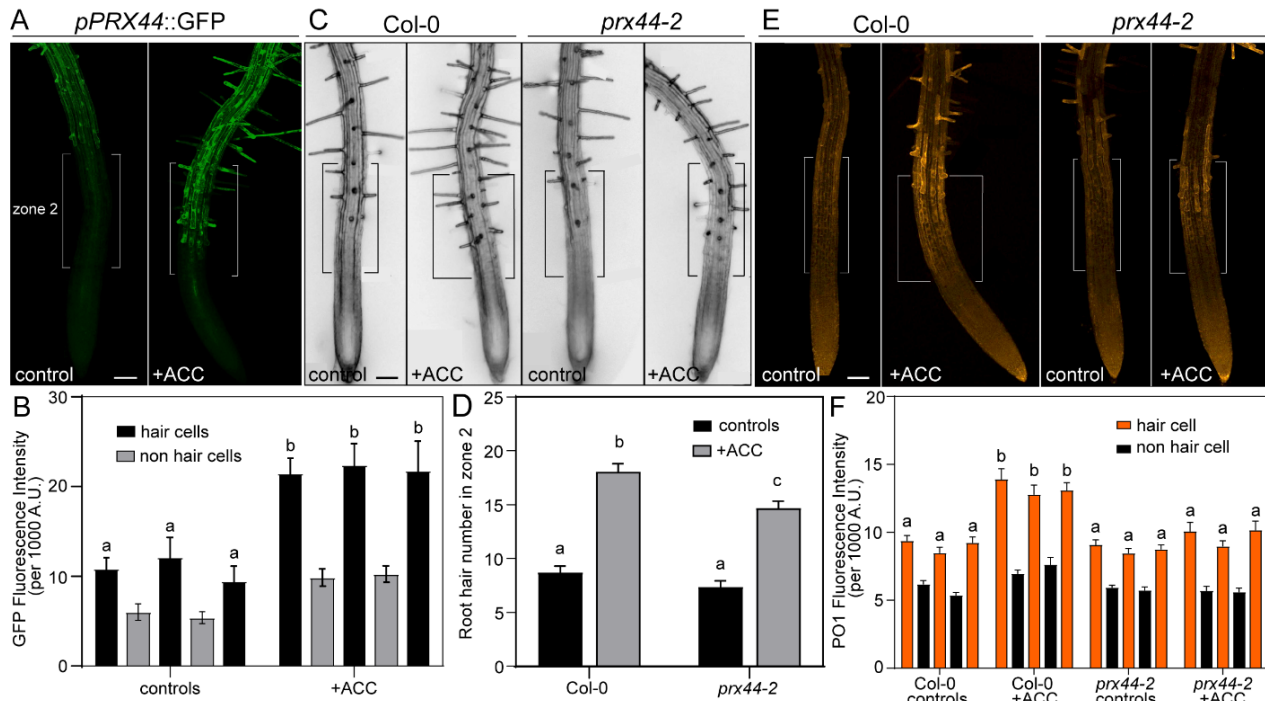 A pPRX44::GFP
C Col-0 prx44-2
E Col-0 prx44-2
zone 2
control +ACC
control +ACC control +ACC
control +ACC control +ACC
B
GFP Fluorescence Intensity
(per 1000 A.U.)
30
20
10
0
hair cells
non hair cells
a a a b b b
controls +ACC
D
Root hair number in zone 2
25
20
15
10
5
0
controls
+ACC
a b a c
Col-0 prx44-2
F
PO1 Fluorescence Intensity
(per 1000 A.U.)
20
15
10
5
0
hair cell
non hair cell
a a a b b b a a a a a a
Col-0 Col-0 prx44-2 prx44-2
controls +ACC controls +ACC